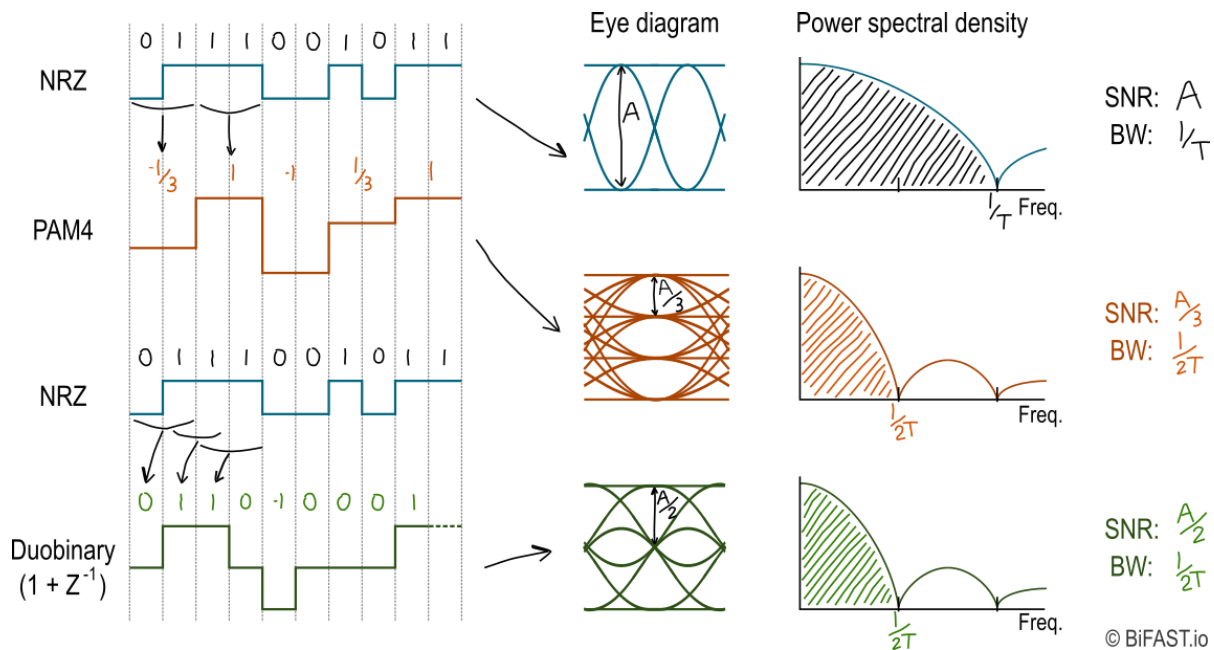 Eye diagram
Power spectral density
0 1 1 1 0 0 1 0 1 1
NRZ
A
SNR: A
BW: 1/T
1/T
Freq.
-1/3 1 -1 1/3 1
PAM4
A/3
SNR: A/3
BW: 1/2T
1/2T
Freq.
0 1 1 1 0 0 1 0 1 1
NRZ
0 1 1 0 -1 0 0 0 1
Duobinary
(1 + Z⁻¹)
A/2
SNR: A/2
BW: 1/2T
1/2T
Freq.
© BiFAST.io